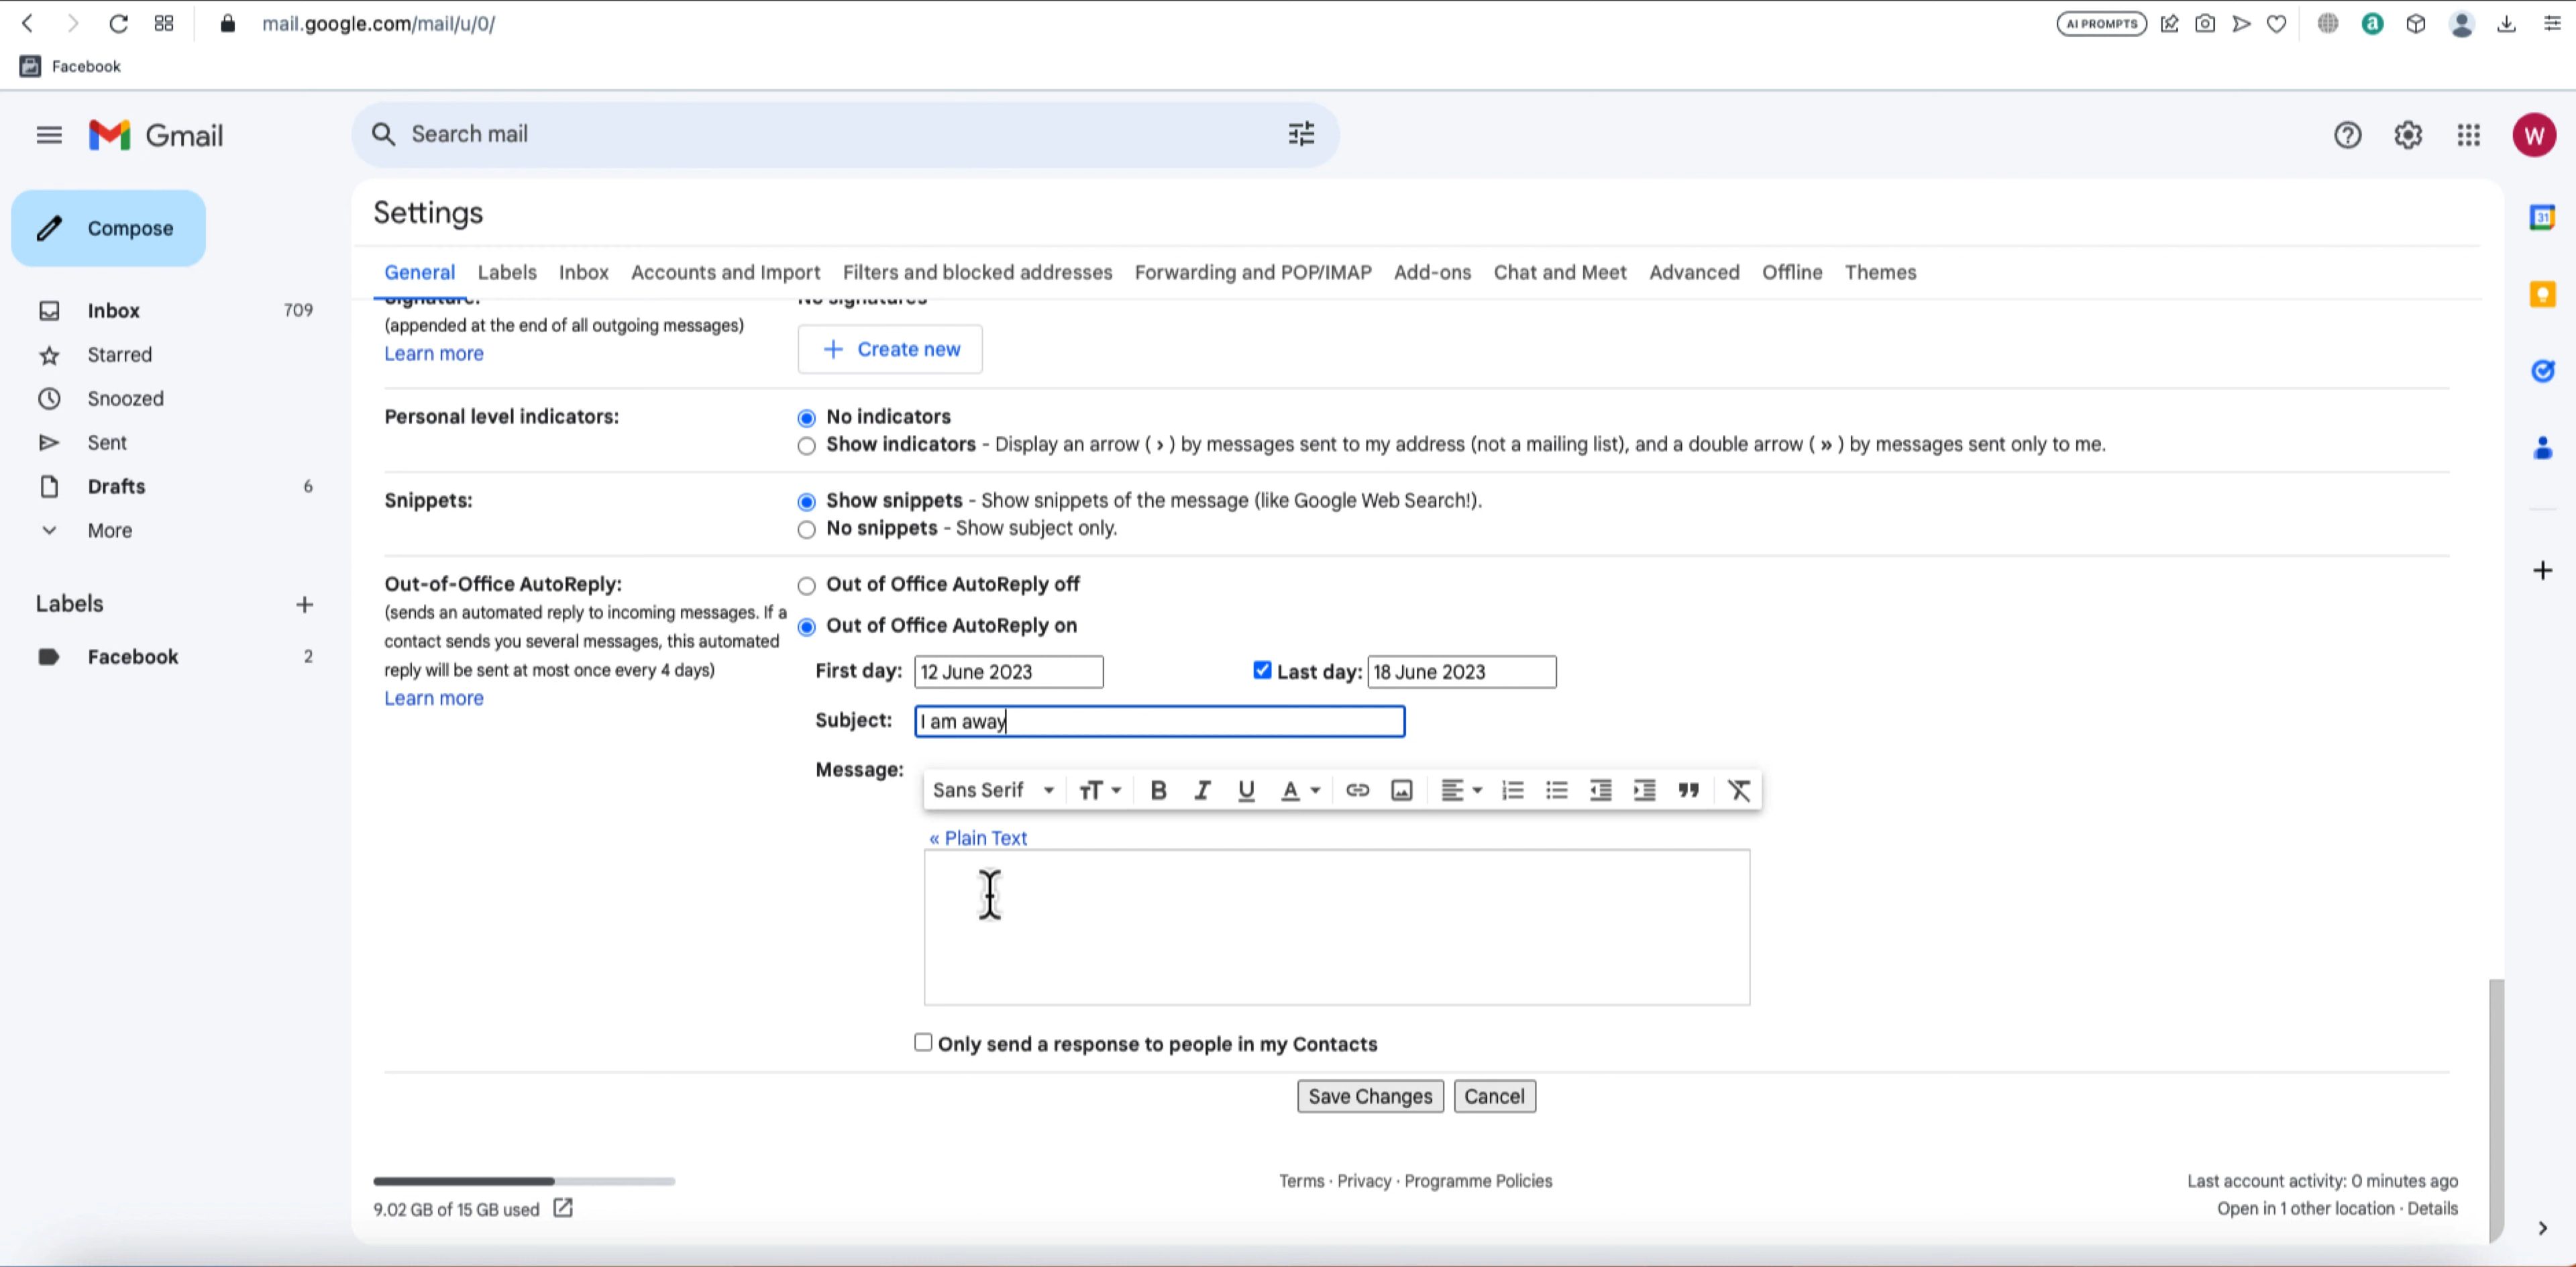 mail.google.com/mail/u/0/
AI PROMPTS
a
Facebook
Gmail
Search mail
W
Compose
Inbox 709
Starred
Snoozed
Sent
Drafts 6
More
Labels
Facebook 2
Settings
General Labels Inbox Accounts and Import Filters and blocked addresses Forwarding and POP/IMAP Add-ons Chat and Meet Advanced Offline Themes
Signature: No signatures
(appended at the end of all outgoing messages)
Learn more
Create new
Personal level indicators:
No indicators
Show indicators - Display an arrow ( › ) by messages sent to my address (not a mailing list), and a double arrow ( » ) by messages sent only to me.
Snippets:
Show snippets - Show snippets of the message (like Google Web Search!).
No snippets - Show subject only.
Out-of-Office AutoReply:
(sends an automated reply to incoming messages. If a
contact sends you several messages, this automated
reply will be sent at most once every 4 days)
Learn more
Out of Office AutoReply off
Out of Office AutoReply on
First day: 12 June 2023 Last day: 18 June 2023
Subject: I am away
Message:
Sans Serif
« Plain Text
Only send a response to people in my Contacts
Save Changes Cancel
9.02 GB of 15 GB used
Terms · Privacy · Programme Policies
Last account activity: 0 minutes ago
Open in 1 other location · Details
31